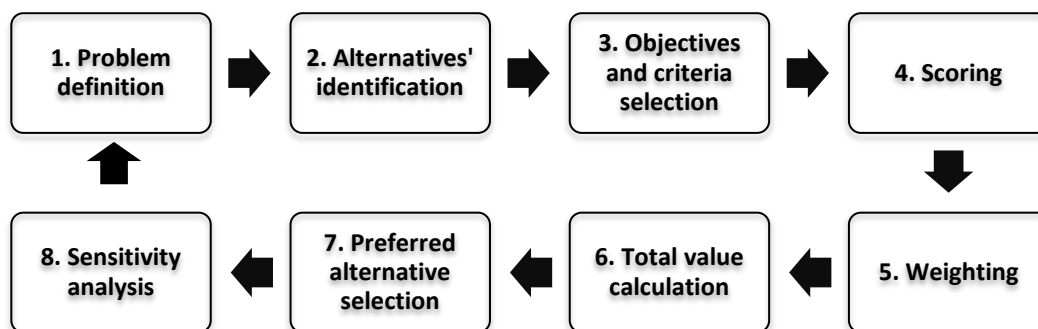 1. Problem
definition
2. Alternatives'
identification
3. Objectives
and criteria
selection
4. Scoring
5. Weighting
6. Total value
calculation
7. Preferred
alternative
selection
8. Sensitivity
analysis